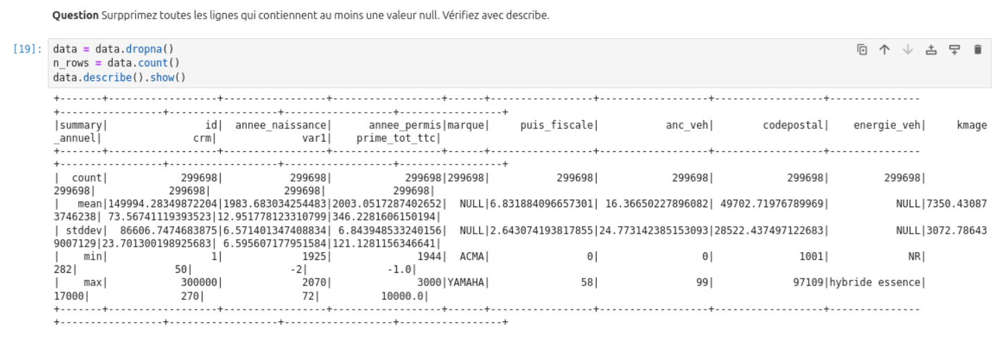 Question Surpprimez toutes les lignes qui contiennent au moins une valeur null. Vérifiez avec describe.
[19]: data = data.dropna()
n_rows = data.count()
data.describe().show()
+-------+------------------+-----------------+------------------+------+-----------------+------------------+------------------+---------------
+-----------------+------------------+------------------+-----------------+
|summary|                id|  annee_naissance|      annee_permis|marque|     puis_fiscale|           anc_veh|        codepostal|    energie_veh|     kmage
_annuel|               crm|              var1|    prime_tot_ttc|
+-------+------------------+-----------------+------------------+------+-----------------+------------------+------------------+---------------
+-----------------+------------------+------------------+-----------------+
|  count|            299698|           299698|            299698|299698|           299698|            299698|            299698|         299698|
299698|            299698|            299698|           299698|
|   mean|149994.28349872204|1983.683034254483|2003.0517287402652|  NULL|6.831884096657301| 16.36650227896082| 49702.71976789969|           NULL|7350.43087
3746238| 73.56741119393523|12.951778123310799|346.2281606150194|
| stddev|  86606.7474683875|6.571401347408834| 6.843948533240156|  NULL|2.643074193817855|24.773142385153093|28522.437497122683|           NULL|3072.78643
9007129|23.701300198925683| 6.595607177951584|121.1281156346641|
|    min|                 1|             1925|              1944|  ACMA|                0|                 0|              1001|             NR|
282|                50|                -2|             -1.0|
|    max|            300000|             2070|              3000|YAMAHA|               58|                99|             97109|hybride essence|
17000|               270|                72|          10000.0|
+-------+------------------+-----------------+------------------+------+-----------------+------------------+------------------+---------------
+-----------------+------------------+------------------+-----------------+